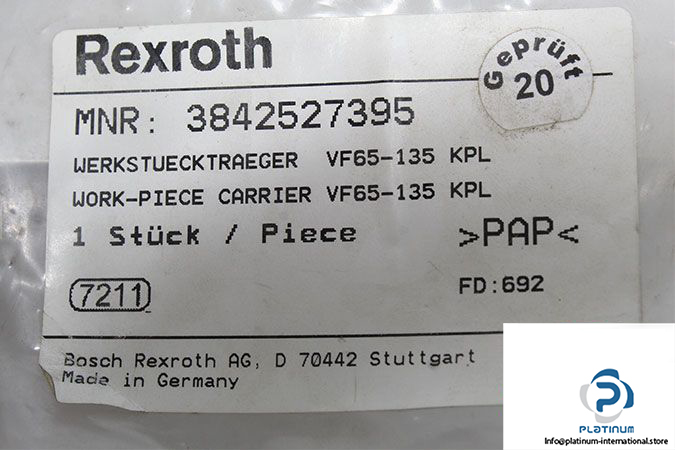 Rexroth
Geprüft
20
MNR: 3842527395
WERKSTUECKTRAEGER VF65-135 KPL
WORK-PIECE CARRIER VF65-135 KPL
1 Stück / Piece
>PAP<
7211
FD:692
Bosch Rexroth AG, D 70442 Stuttgart
Made in Germany
PLATINUM
info@platinum-international.store